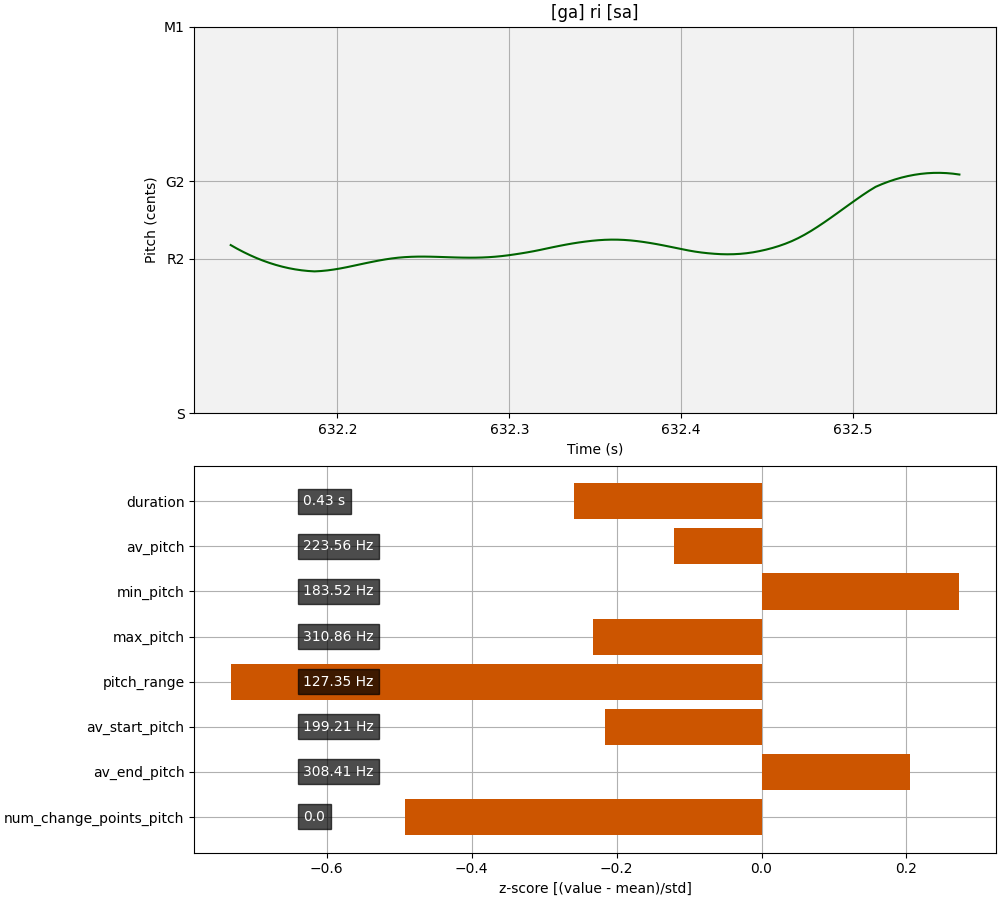 [ga] ri [sa]
M1
G2
R2
S
Pitch (cents)
632.2 632.3 632.4 632.5
Time (s)
duration 0.43 s
av_pitch 223.56 Hz
min_pitch 183.52 Hz
max_pitch 310.86 Hz
pitch_range 127.35 Hz
av_start_pitch 199.21 Hz
av_end_pitch 308.41 Hz
num_change_points_pitch 0.0
−0.6 −0.4 −0.2 0.0 0.2
z-score [(value - mean)/std]